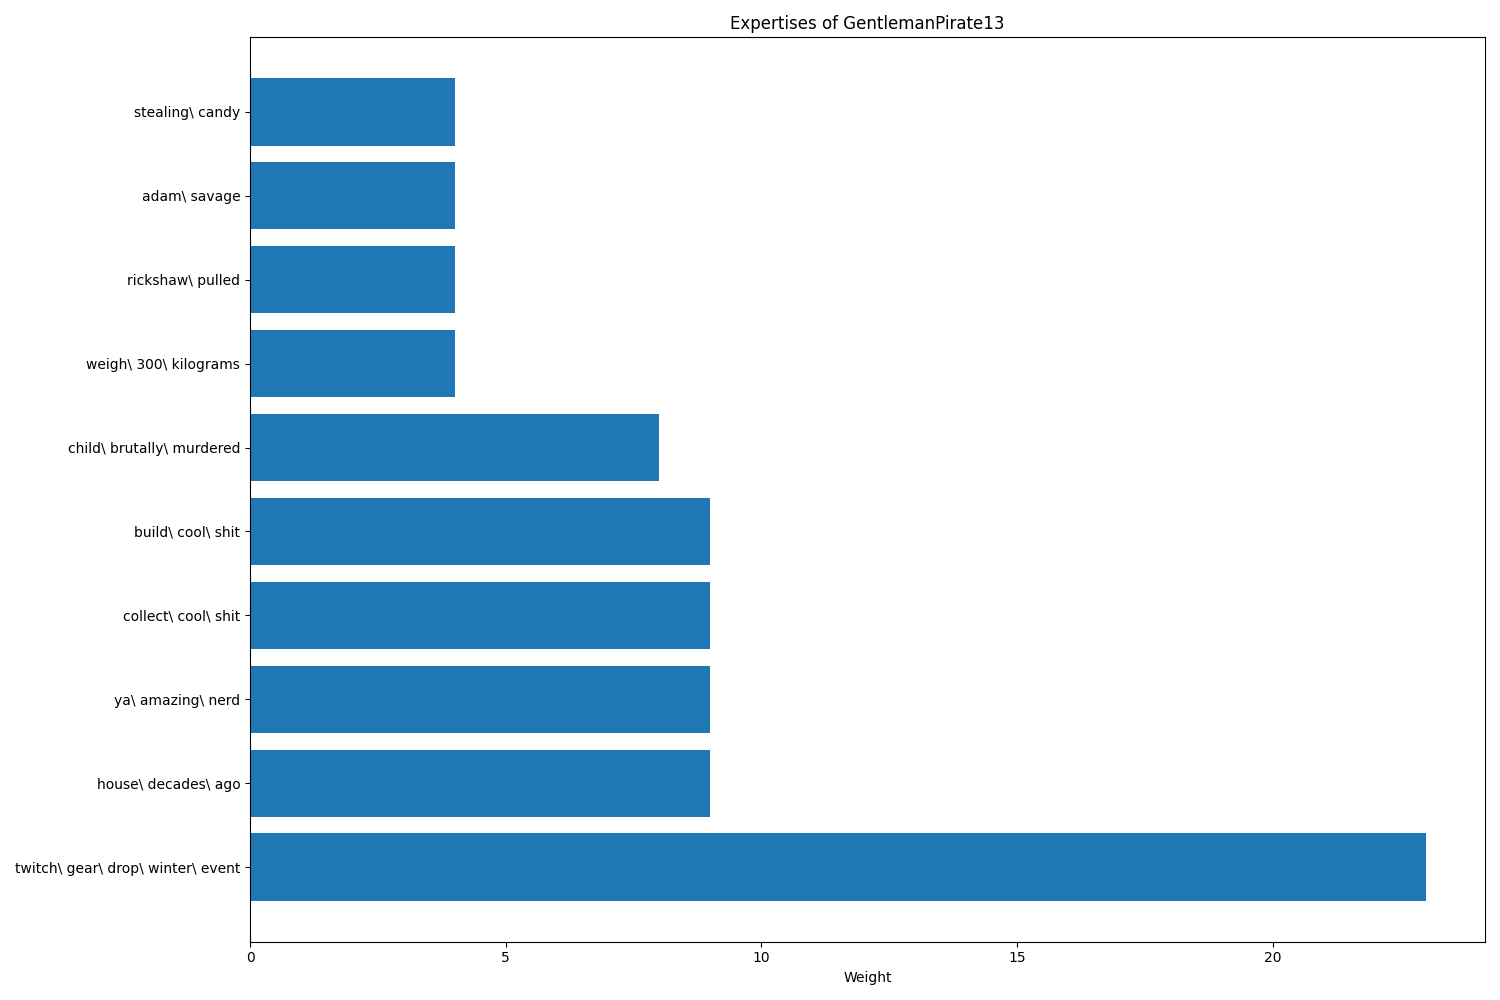 Expertises of GentlemanPirate13
stealing\ candy
adam\ savage
rickshaw\ pulled
weigh\ 300\ kilograms
child\ brutally\ murdered
build\ cool\ shit
collect\ cool\ shit
ya\ amazing\ nerd
house\ decades\ ago
twitch\ gear\ drop\ winter\ event
0 5 10 15 20
Weight